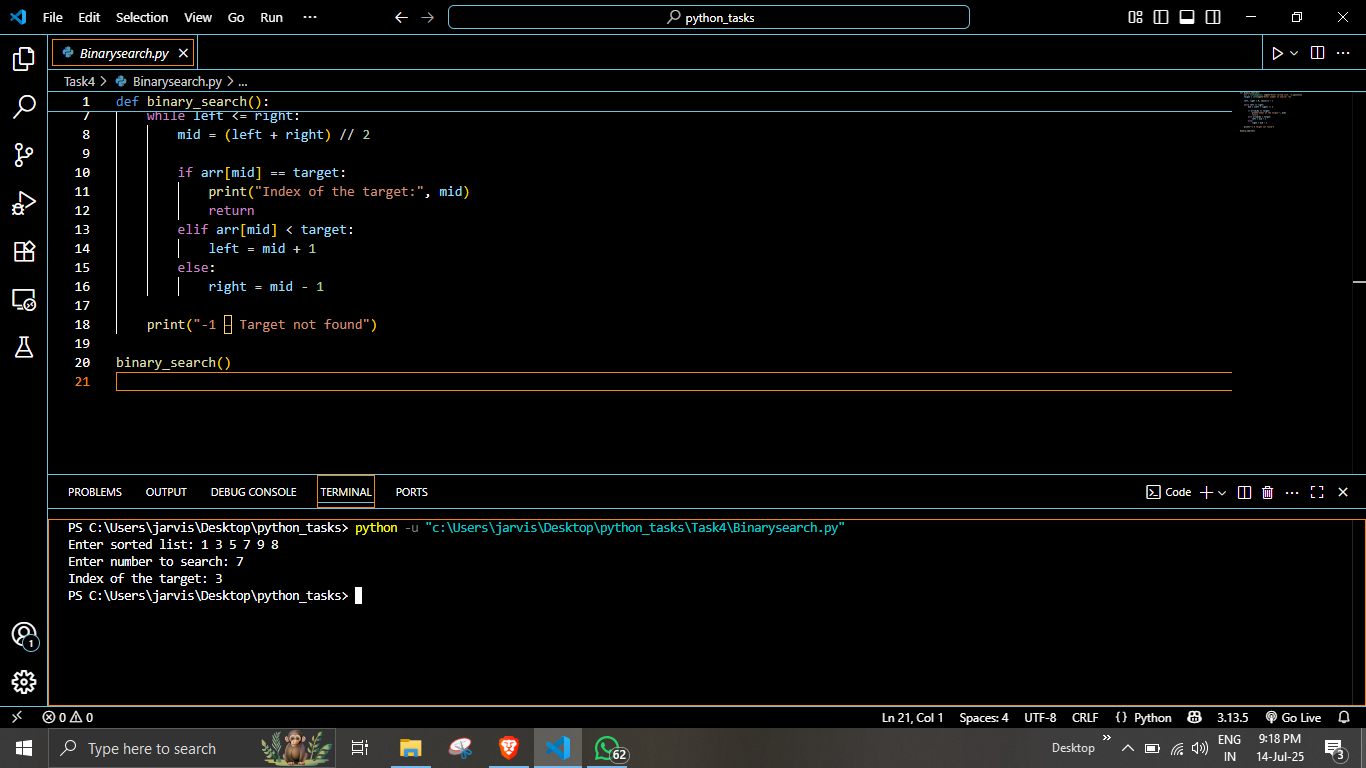 File Edit Selection View Go Run ··· python_tasks
Binarysearch.py
Task4 > Binarysearch.py > ...
1 def binary_search():
7 while left <= right:
8 mid = (left + right) // 2
9
10 if arr[mid] == target:
11 print("Index of the target:", mid)
12 return
13 elif arr[mid] < target:
14 left = mid + 1
15 else:
16 right = mid - 1
17
18 print("-1 – Target not found")
19
20 binary_search()
21
PROBLEMS OUTPUT DEBUG CONSOLE TERMINAL PORTS Code
PS C:\Users\jarvis\Desktop\python_tasks> python -u "c:\Users\jarvis\Desktop\python_tasks\Task4\Binarysearch.py"
Enter sorted list: 1 3 5 7 9 8
Enter number to search: 7
Index of the target: 3
PS C:\Users\jarvis\Desktop\python_tasks>
1
0 0 Ln 21, Col 1 Spaces: 4 UTF-8 CRLF {} Python 3.13.5 Go Live
Type here to search 62 Desktop ENG 9:18 PM
IN 14-Jul-25 3